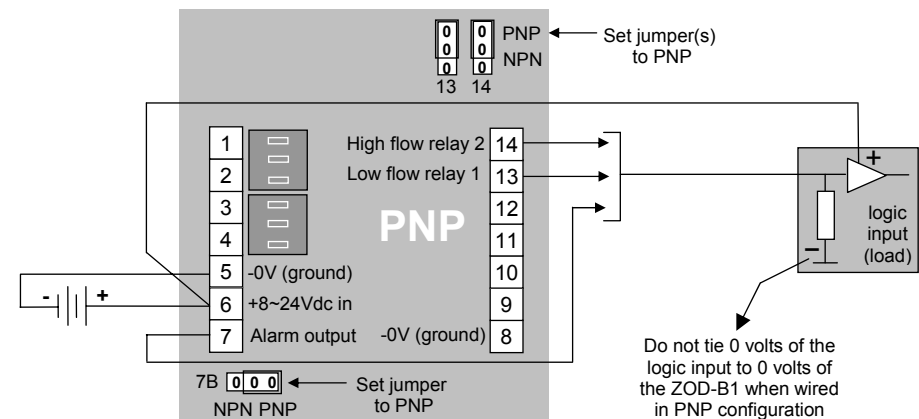 0 0 PNP
0 0 NPN
0 0
13 14
Set jumper(s)
to PNP
1
2
3
4
5 -0V (ground)
6 +8~24Vdc in
7 Alarm output
High flow relay 2 14
Low flow relay 1 13
12
11
10
9
-0V (ground) 8
PNP
- +
+
logic
input
(load)
-
7B 0 0 0
NPN PNP
Set jumper
to PNP
Do not tie 0 volts of the
logic input to 0 volts of
the ZOD-B1 when wired
in PNP configuration